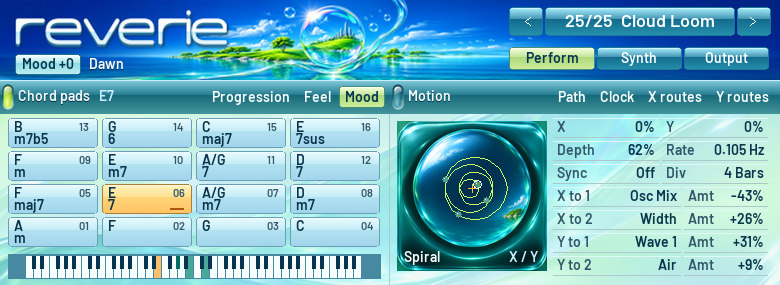 reverie
< 25/25 Cloud Loom >
Mood +0 Dawn
Perform Synth Output
Chord pads E7 Progression Feel Mood
Motion Path Clock X routes Y routes
B m7b5 13
G 6 14
C maj7 15
E 7sus 16
F m 09
E m7 10
A/G 7 11
D 7 12
F maj7 05
E 7 06
A/G m7 07
D m7 08
A m 01
F 02
G 03
C 04
Spiral X / Y
X 0% Y 0%
Depth 62% Rate 0.105 Hz
Sync Off Div 4 Bars
X to 1 Osc Mix Amt -43%
X to 2 Width Amt +26%
Y to 1 Wave 1 Amt +31%
Y to 2 Air Amt +9%